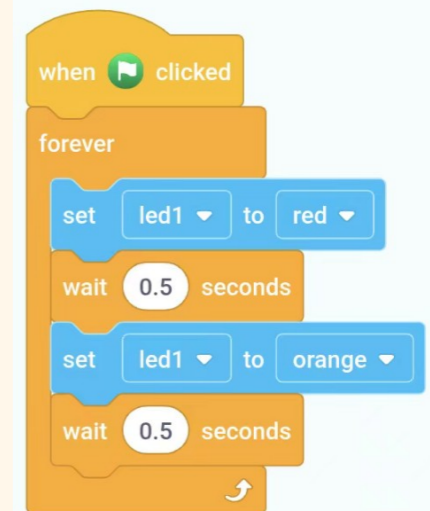 when clicked
forever
set led1 to red
wait 0.5 seconds
set led1 to orange
wait 0.5 seconds